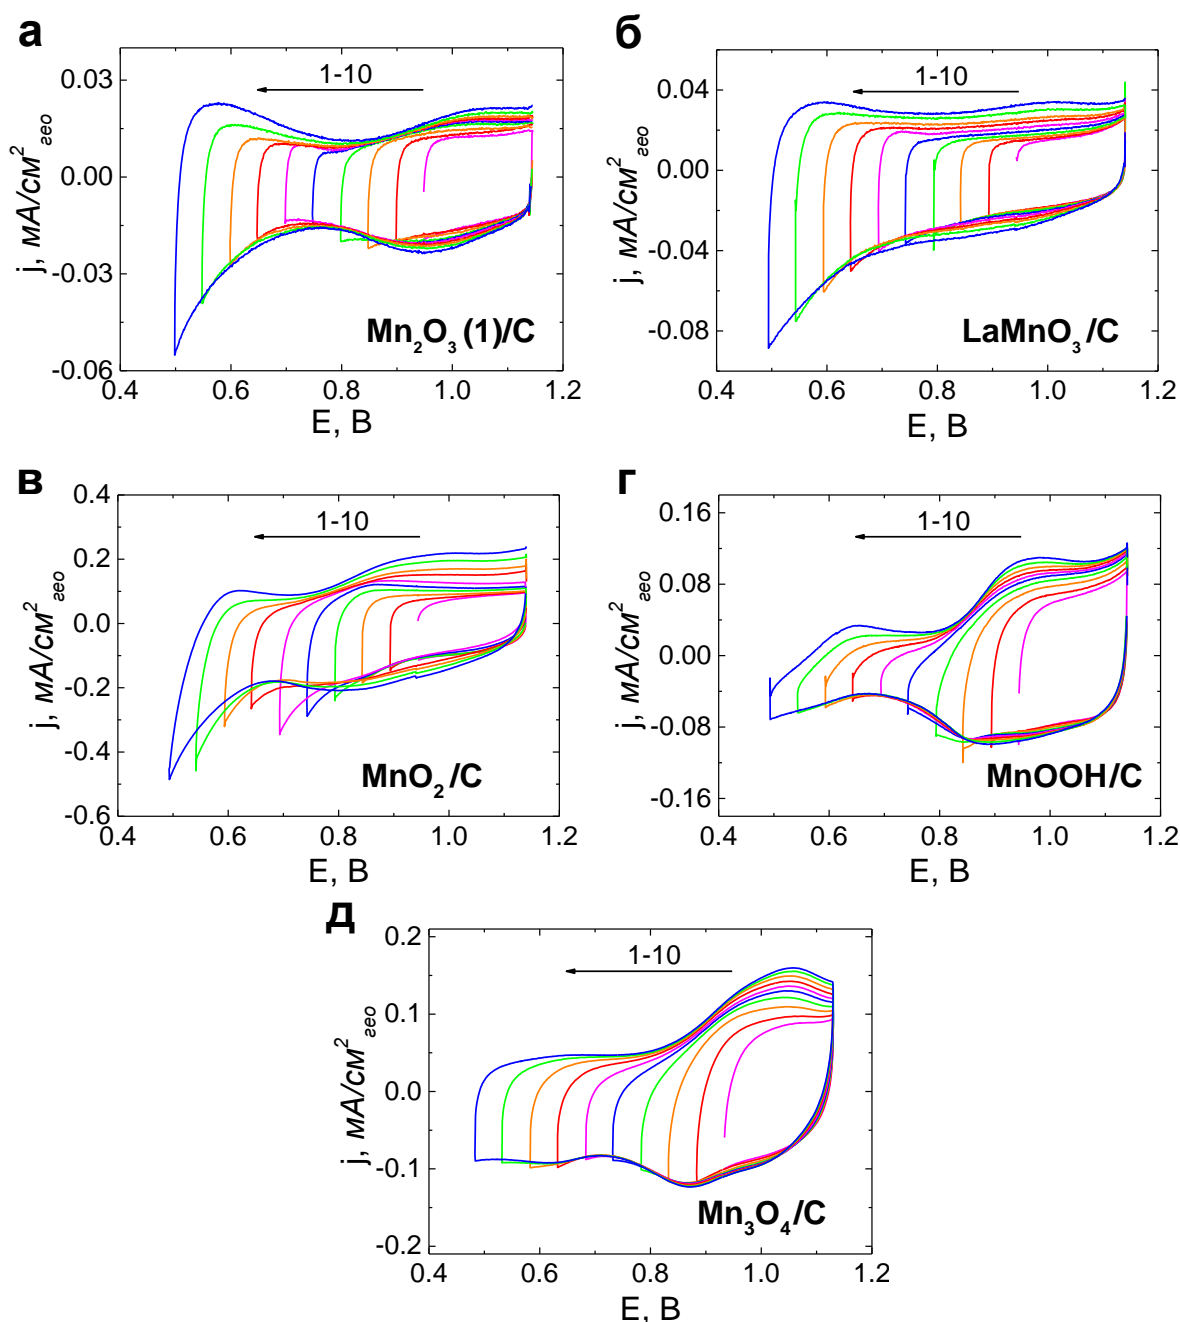 а
1-10
0.03
0.00
-0.03
-0.06
0.4 0.6 0.8 1.0 1.2
j, мА/см²гео
E, В
Mn₂O₃ (1)/C
б
1-10
0.04
0.00
-0.04
-0.08
0.4 0.6 0.8 1.0 1.2
j, мА/см²гео
E, В
LaMnO₃/C
в
1-10
0.4
0.2
0.0
-0.2
-0.4
-0.6
0.4 0.6 0.8 1.0 1.2
j, мА/см²гео
E, В
MnO₂/C
г
1-10
0.16
0.08
0.00
-0.08
-0.16
0.4 0.6 0.8 1.0 1.2
j, мА/см²гео
E, В
MnOOH/C
д
1-10
0.2
0.1
0.0
-0.1
-0.2
0.4 0.6 0.8 1.0 1.2
j, мА/см²гео
E, В
Mn₃O₄/C